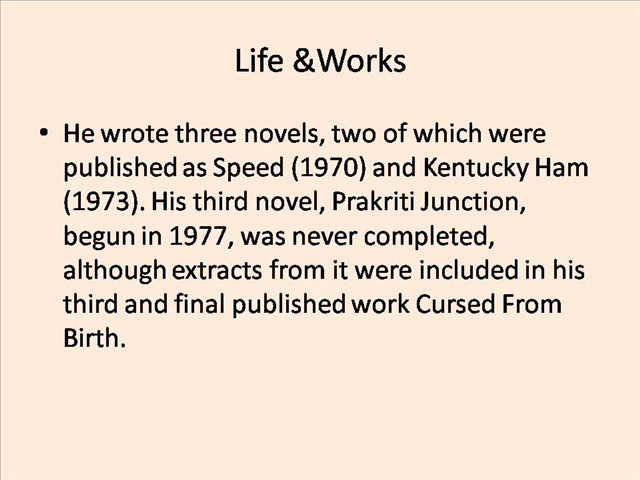 Life &Works
• He wrote three novels, two of which were
published as Speed (1970) and Kentucky Ham
(1973). His third novel, Prakriti Junction,
begun in 1977, was never completed,
although extracts from it were included in his
third and final published work Cursed From
Birth.